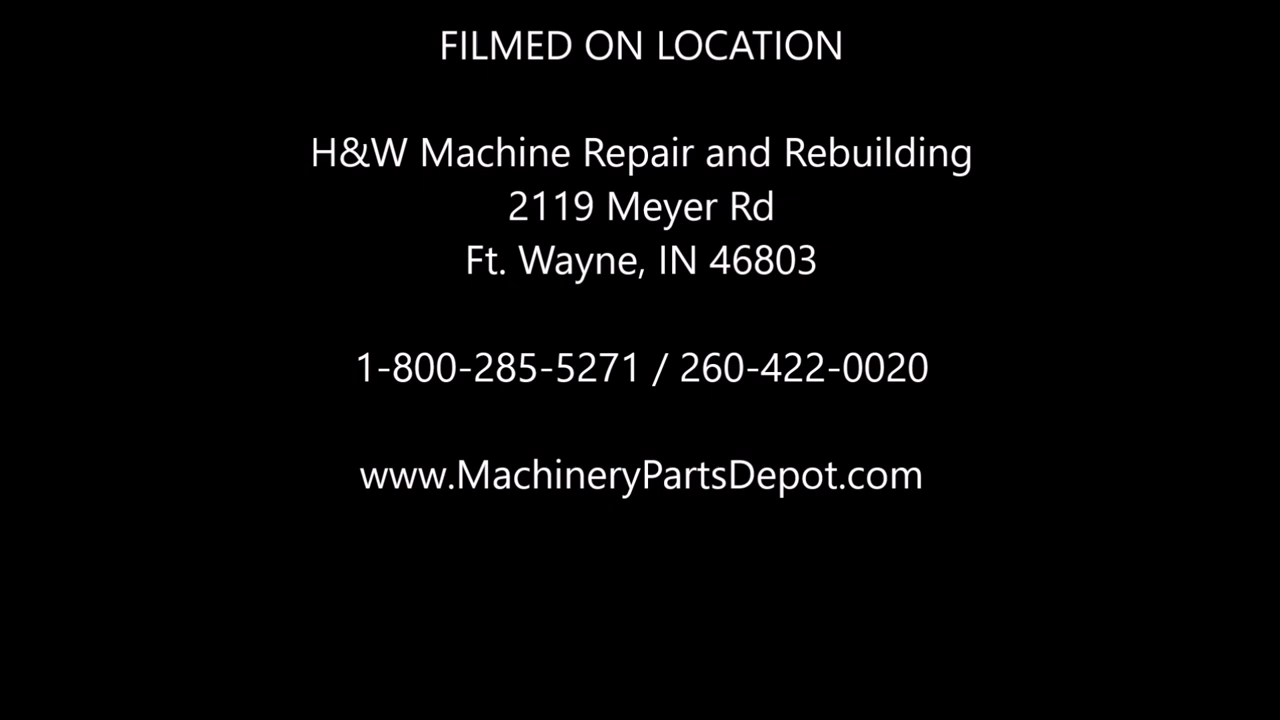 FILMED ON LOCATION
H&W Machine Repair and Rebuilding
2119 Meyer Rd
Ft. Wayne, IN 46803
1-800-285-5271 / 260-422-0020
www.MachineryPartsDepot.com